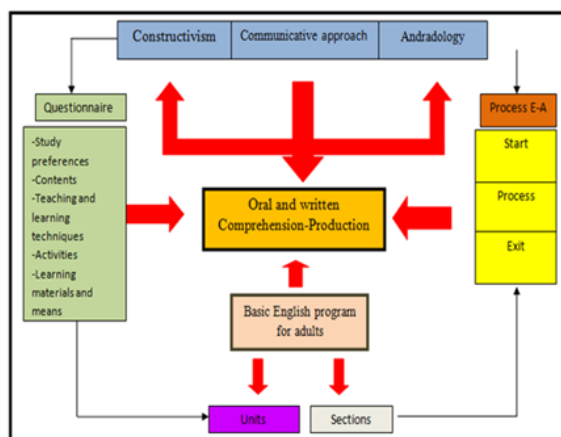 Constructivism
Communicative approach
Andradology
Questionnaire
Process E-A
-Study
preferences
-Contents
-Teaching and
learning
techniques
-Activities
-Learning
materials and
means
Start
Process
Exit
Oral and written
Comprehension-Production
Basic English program
for adults
Units
Sections